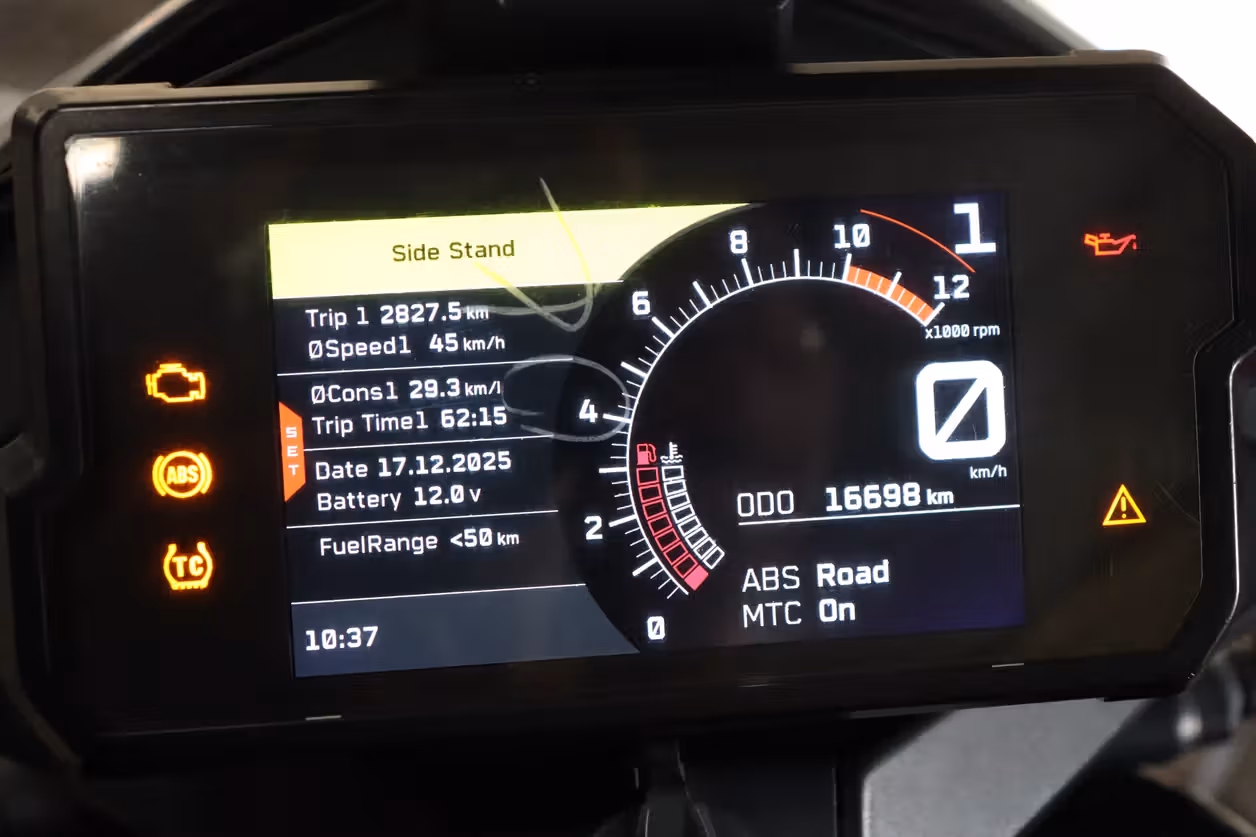 Side Stand
Trip 1 2827.5 km
ØSpeed1 45 km/h
ØCons1 29.3 km/l
Trip Time1 62:15
SET
Date 17.12.2025
Battery 12.0 V
FuelRange <50 km
10:37
ABS
TC
0
2
4
6
8
10
12
x1000 rpm
1
0
km/h
ODO 16698 km
ABS Road
MTC On